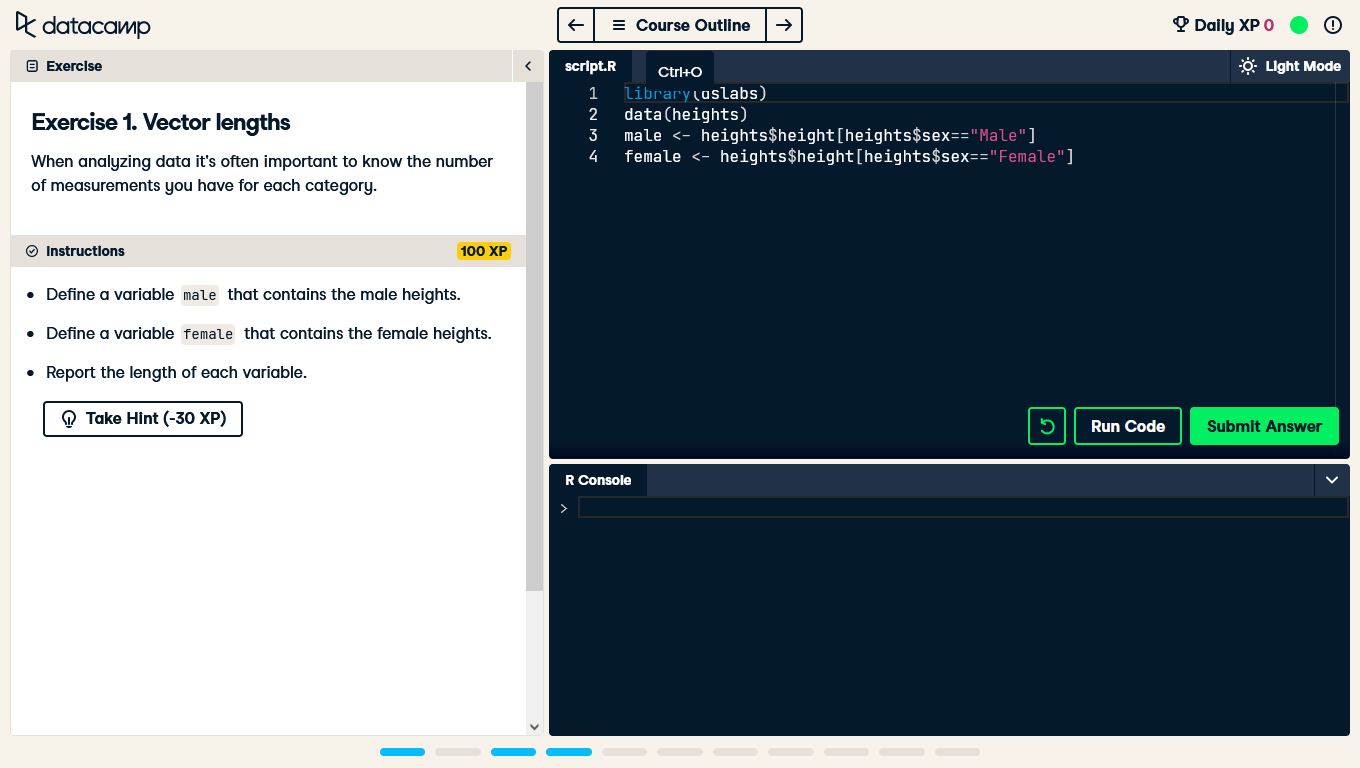 datacamp
Course Outline
Daily XP 0
Exercise
Exercise 1. Vector lengths
When analyzing data it's often important to know the number
of measurements you have for each category.
Instructions
100 XP
Define a variable male that contains the male heights.
Define a variable female that contains the female heights.
Report the length of each variable.
Take Hint (-30 XP)
script.R
Ctrl+O
Light Mode
1 library(dslabs)
2 data(heights)
3 male <- heights$height[heights$sex=="Male"]
4 female <- heights$height[heights$sex=="Female"]
Run Code
Submit Answer
R Console
>